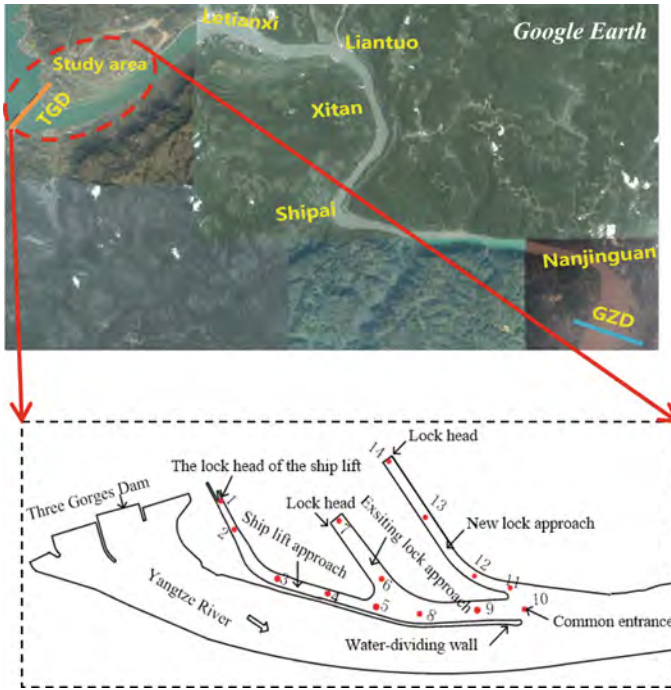 Google Earth
Letianxi
Liantuo
Study area
TGD
Xitan
Shipai
Nanjinguan
GZD
14
Lock head
The lock head of the ship lift
1
13
Three Gorges Dam
Lock head
7
Exsiting lock approach
New lock approach
2
Ship lift approach
12
3
6
11
4
5
8
9
10
Yangtze River
Common entrance
Water-dividing wall